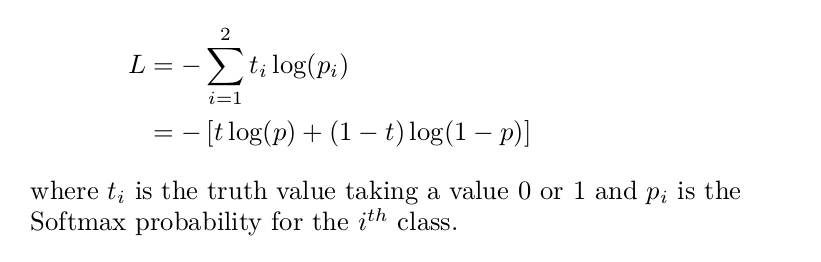 L = − ∑_{i=1}^{2} t_i log(p_i)
= − [t log(p) + (1 − t) log(1 − p)]
where t_i is the truth value taking a value 0 or 1 and p_i is the
Softmax probability for the i^{th} class.